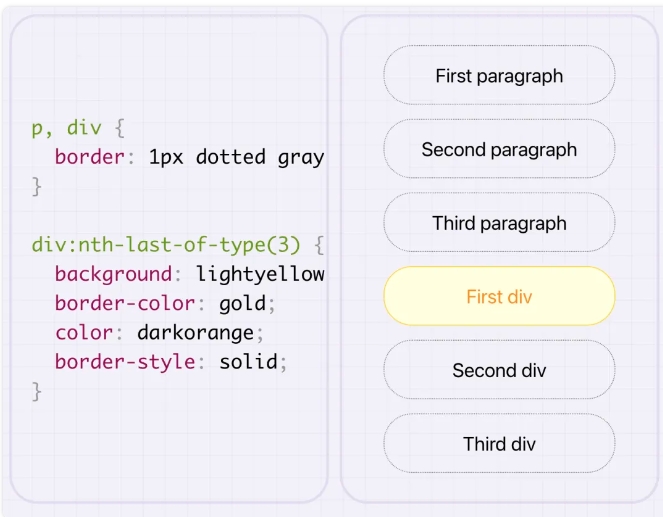 p, div {
border: 1px dotted gray
}
div:nth-last-of-type(3) {
background: lightyellow
border-color: gold;
color: darkorange;
border-style: solid;
}
First paragraph
Second paragraph
Third paragraph
First div
Second div
Third div